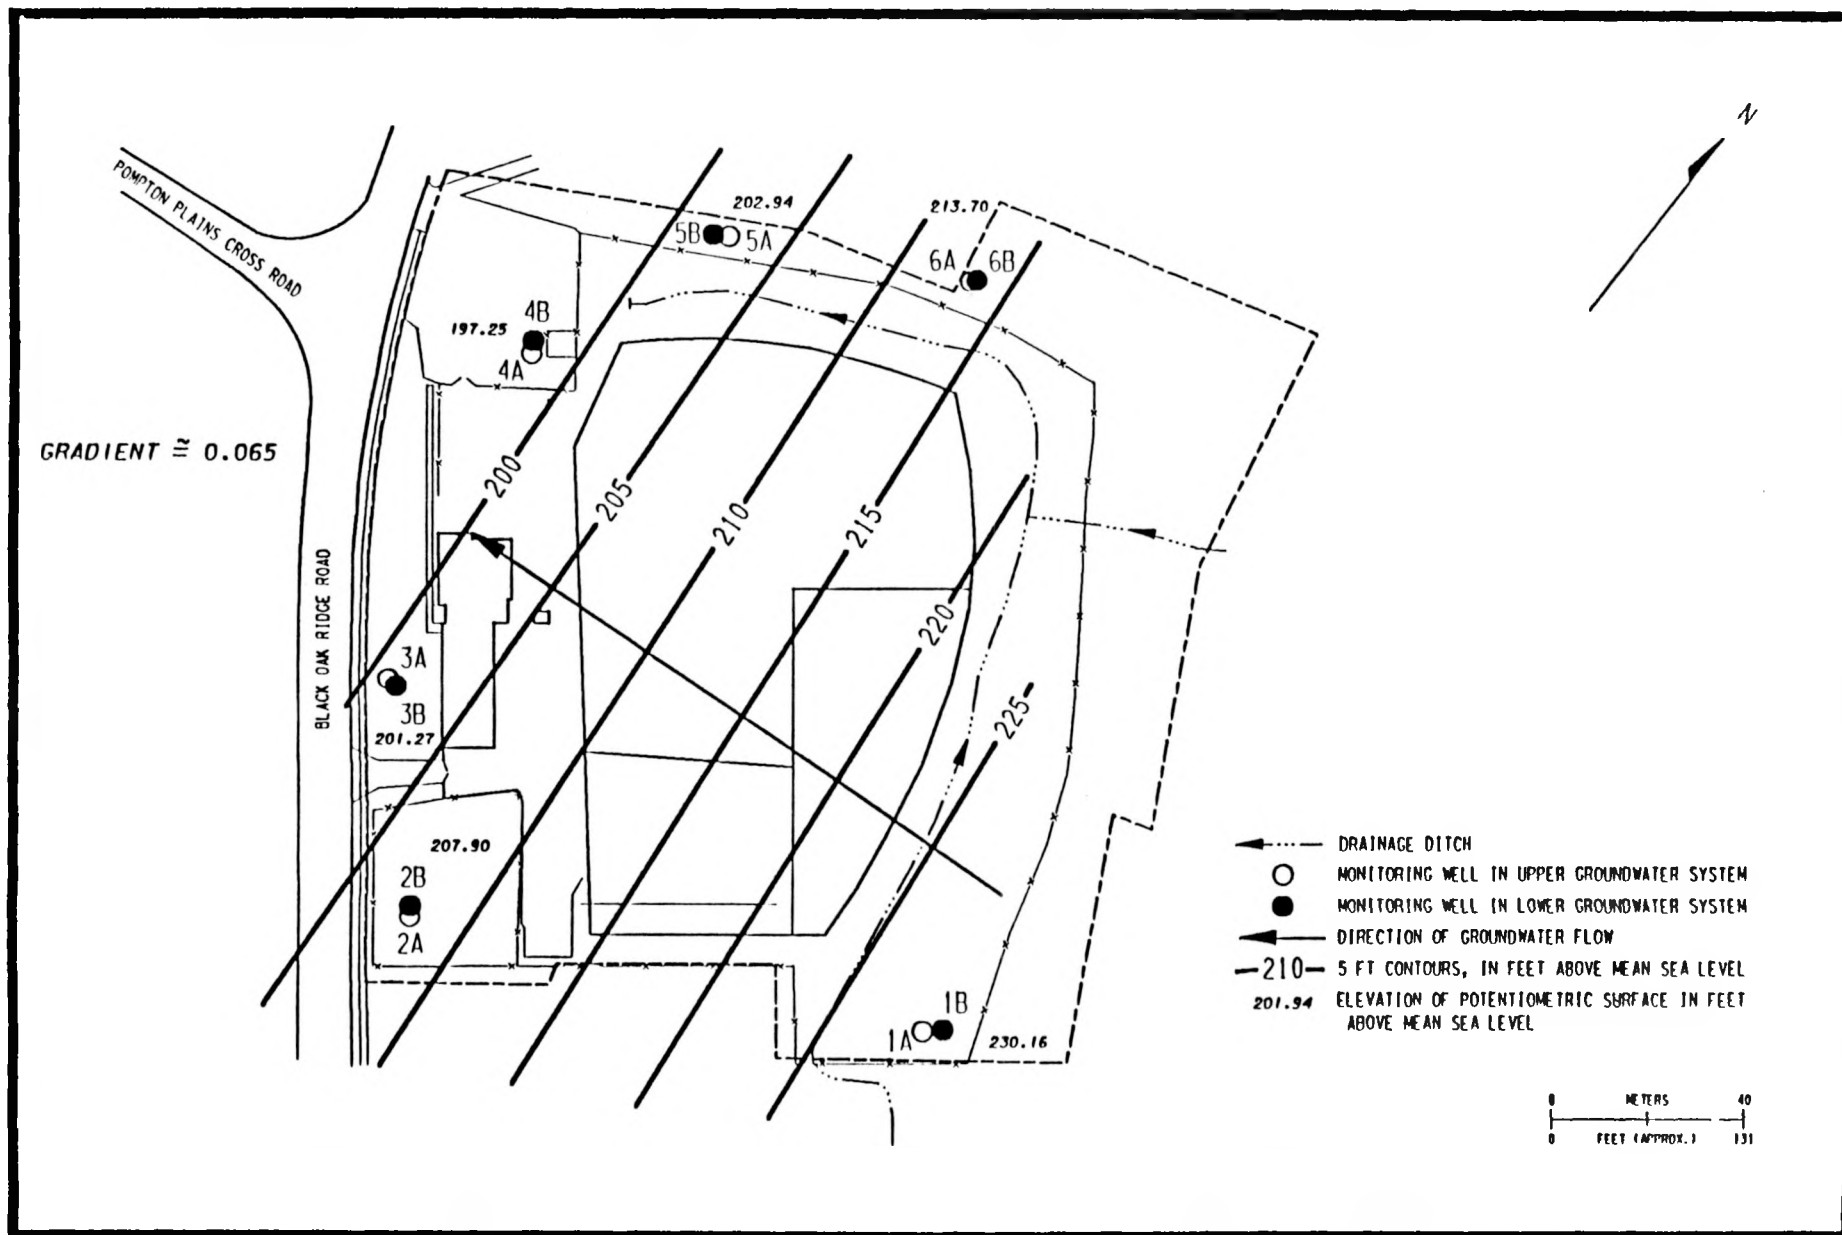 N
POMPTON PLAINS CROSS ROAD
202.94
213.70
5B
5A
6A
6B
4B
197.25
4A
GRADIENT ≅ 0.065
200
205
210
215
220
225
BLACK OAK RIDGE ROAD
3A
3B
201.27
207.90
2B
2A
1B
1A
230.16
DRAINAGE DITCH
MONITORING WELL IN UPPER GROUNDWATER SYSTEM
MONITORING WELL IN LOWER GROUNDWATER SYSTEM
DIRECTION OF GROUNDWATER FLOW
210 5 FT CONTOURS, IN FEET ABOVE MEAN SEA LEVEL
201.94 ELEVATION OF POTENTIOMETRIC SURFACE IN FEET
ABOVE MEAN SEA LEVEL
0 METERS 40
0 FEET (APPROX.) 131